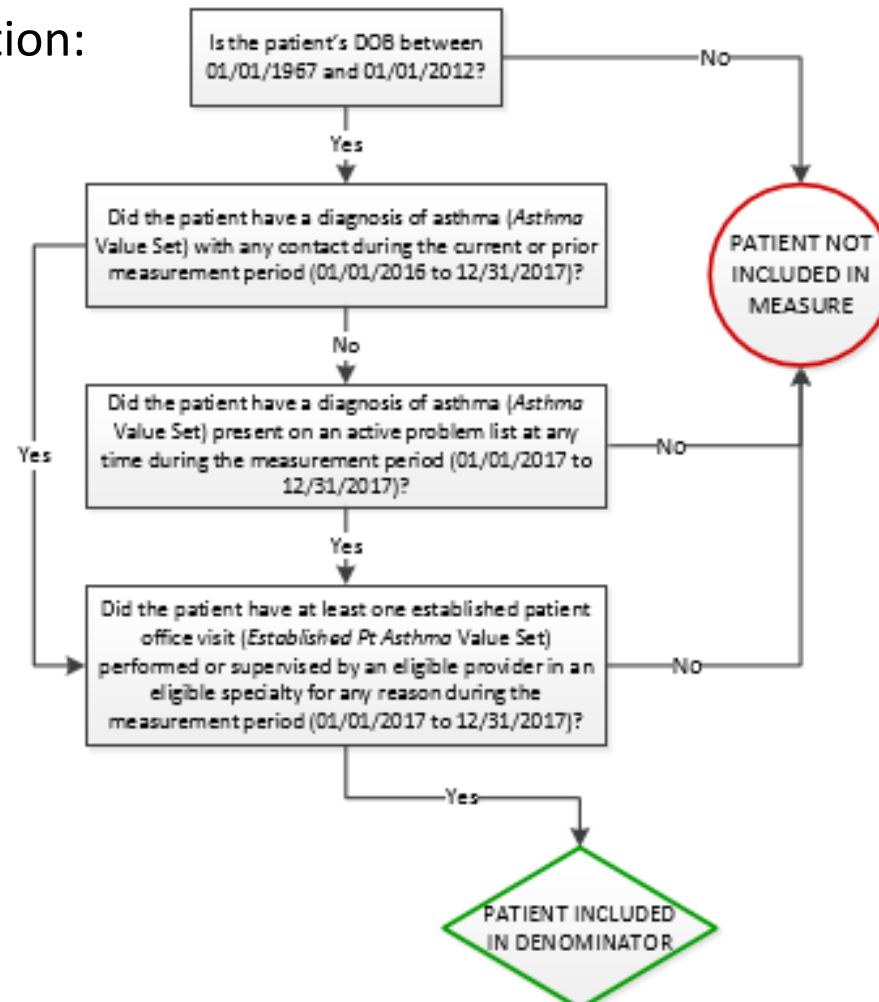 tion:
Is the patient's DOB between
01/01/1967 and 01/01/2012?
No
Yes
Did the patient have a diagnosis of asthma (Asthma
Value Set) with any contact during the current or prior
measurement period (01/01/2016 to 12/31/2017)?
PATIENT NOT
INCLUDED IN
MEASURE
No
Did the patient have a diagnosis of asthma (Asthma
Value Set) present on an active problem list at any
time during the measurement period (01/01/2017 to
12/31/2017)?
No
Yes
Yes
Did the patient have at least one established patient
office visit (Established Pt Asthma Value Set)
performed or supervised by an eligible provider in an
eligible specialty for any reason during the
measurement period (01/01/2017 to 12/31/2017)?
No
Yes
PATIENT INCLUDED
IN DENOMINATOR